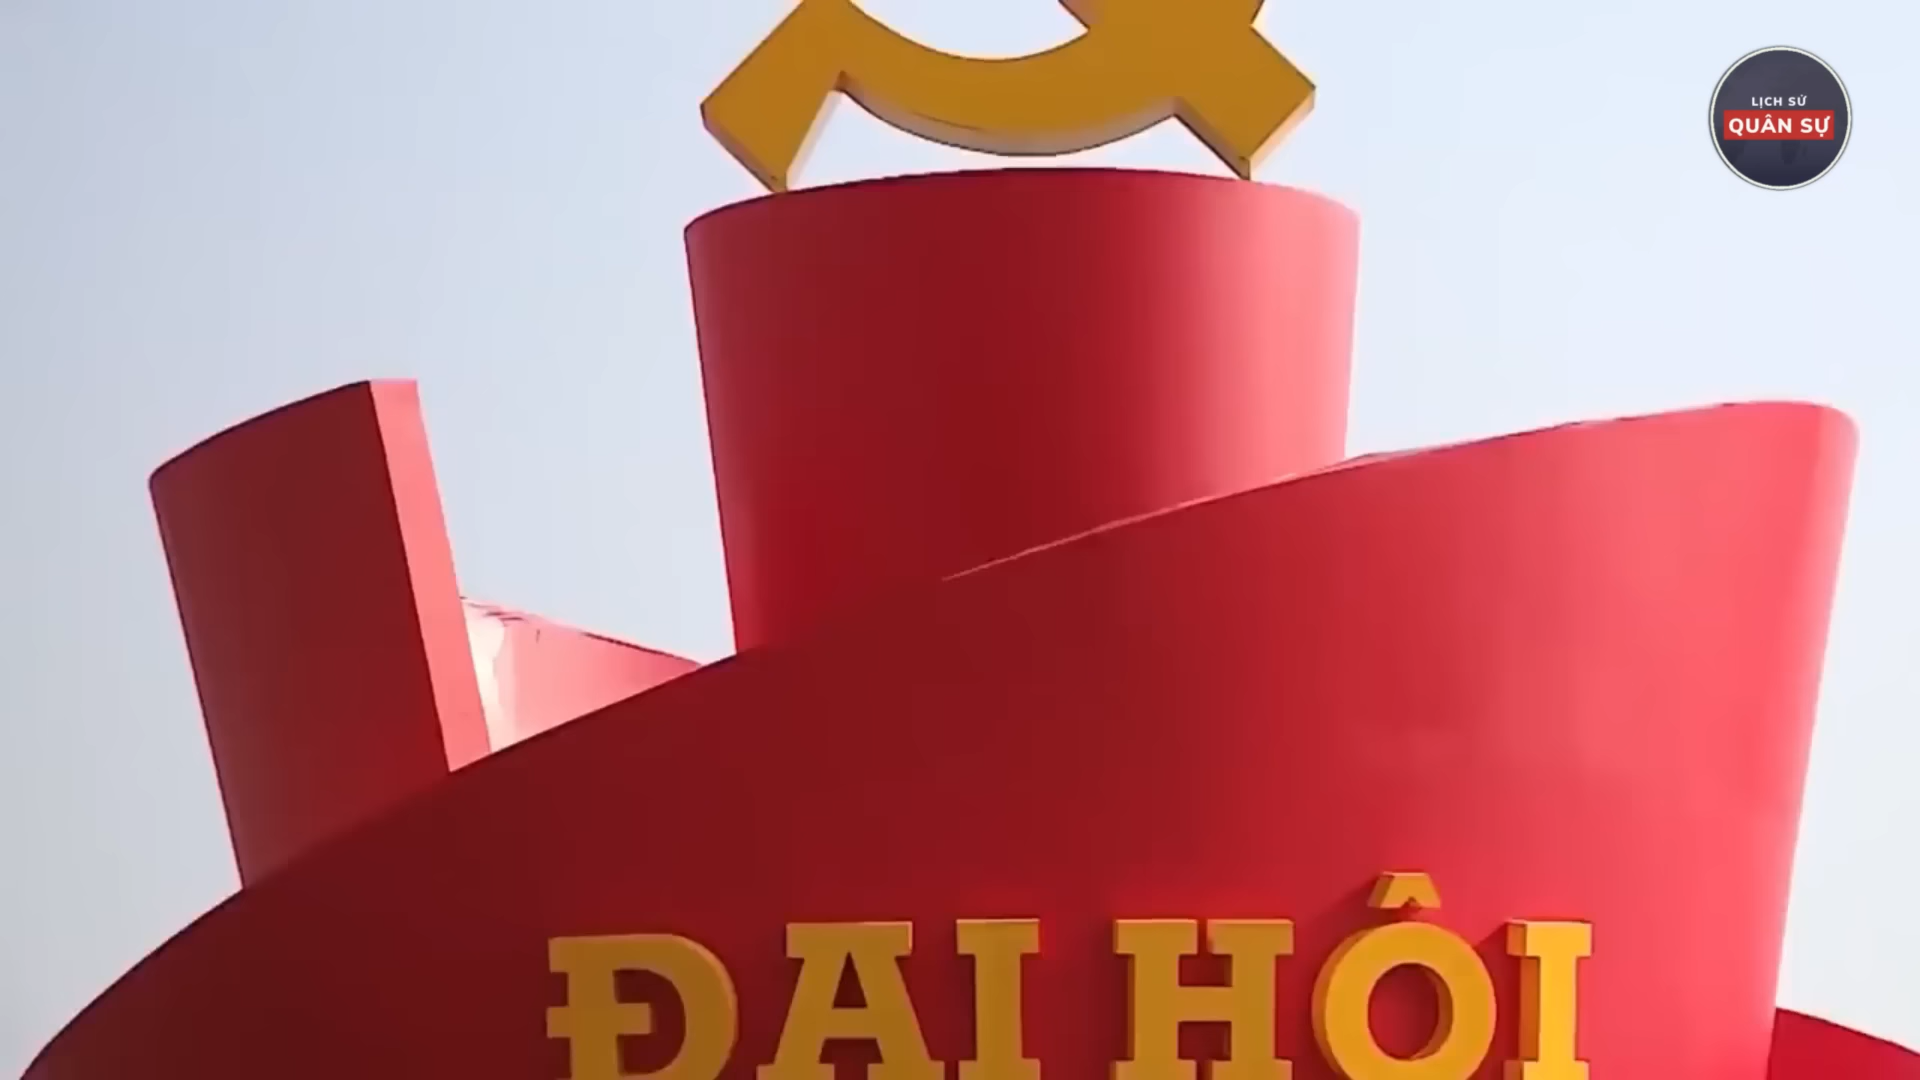 LỊCH SỬ
QUÂN SỰ
ĐẠI HỘI